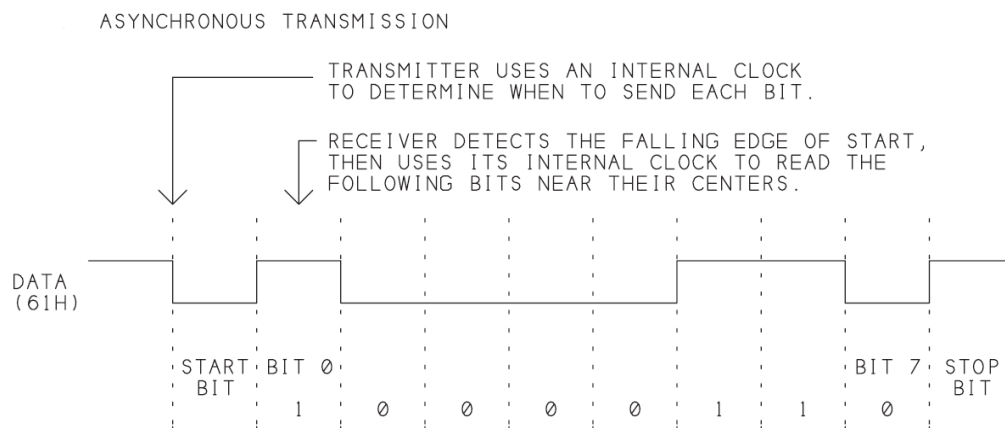 ASYNCHRONOUS TRANSMISSION
TRANSMITTER USES AN INTERNAL CLOCK
TO DETERMINE WHEN TO SEND EACH BIT.
RECEIVER DETECTS THE FALLING EDGE OF START,
THEN USES ITS INTERNAL CLOCK TO READ THE
FOLLOWING BITS NEAR THEIR CENTERS.
DATA
(61H)
START BIT 0 BIT 7 STOP
BIT BIT
1 0 0 0 0 1 1 0